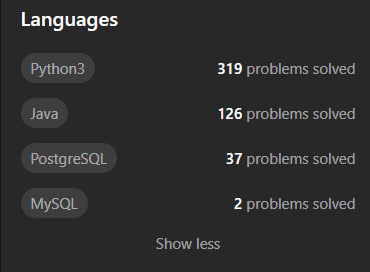 Languages
Python3 319 problems solved
Java 126 problems solved
PostgreSQL 37 problems solved
MySQL 2 problems solved
Show less